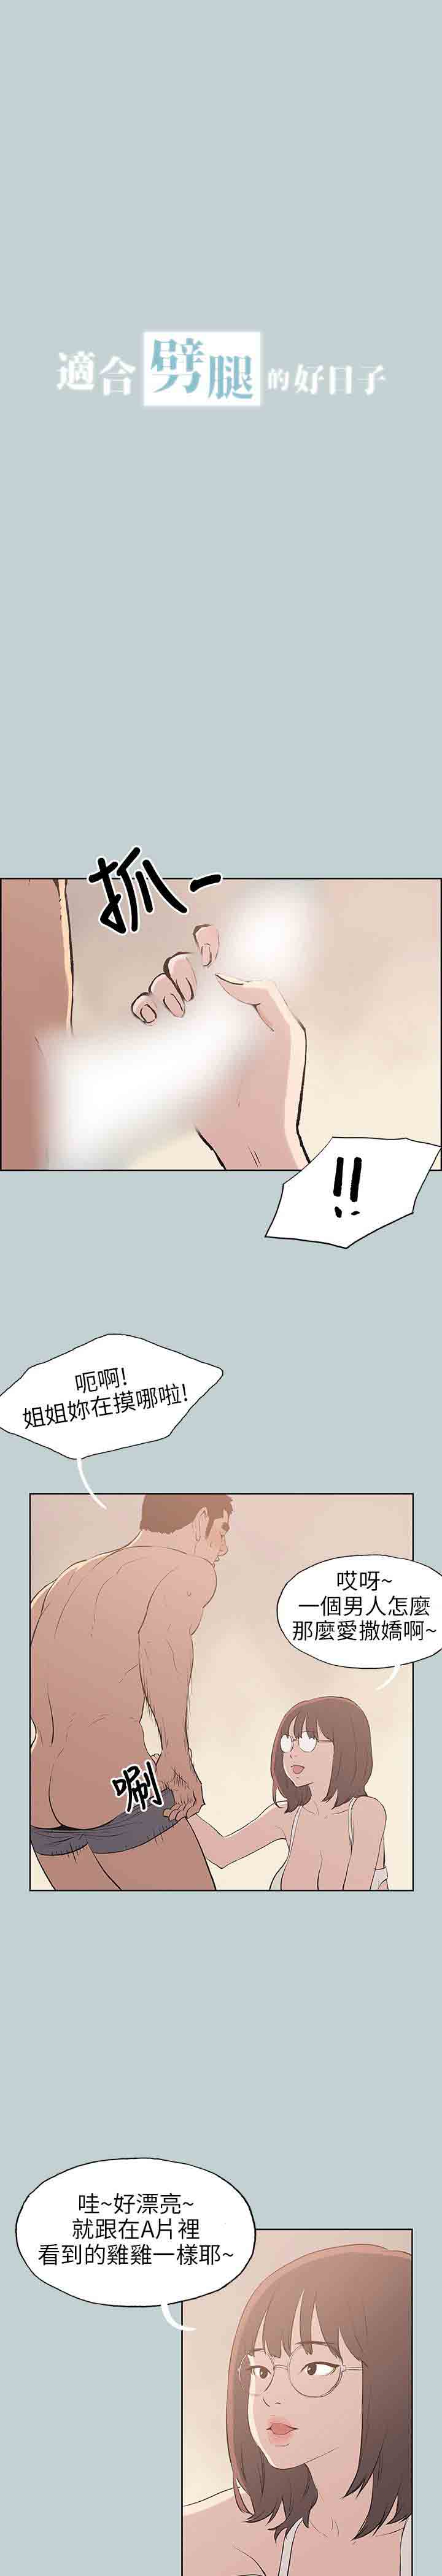 適合劈腿的好日子
抓一
!!
呃啊!
姐姐妳在摸哪啦!
哎呀~
一個男人怎麼
那麼愛撒嬌啊~
唰
哇~好漂亮~
就跟在A片裡
看到的雞雞一樣耶~